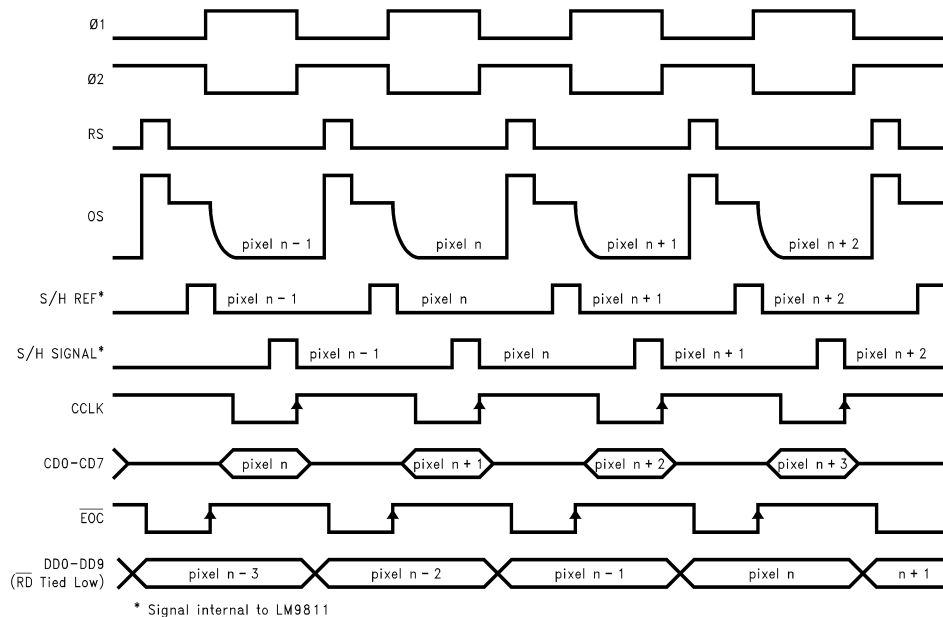 Ø1
Ø2
RS
OS
pixel n - 1
pixel n
pixel n + 1
pixel n + 2
S/H REF*
pixel n - 1
pixel n
pixel n + 1
pixel n + 2
S/H SIGNAL*
pixel n - 1
pixel n
pixel n + 1
pixel n + 2
CCLK
CD0-CD7
pixel n
pixel n + 1
pixel n + 2
pixel n + 3
EOC
DD0-DD9
(RD Tied Low)
pixel n - 3
pixel n - 2
pixel n - 1
pixel n
n + 1
* Signal internal to LM9811